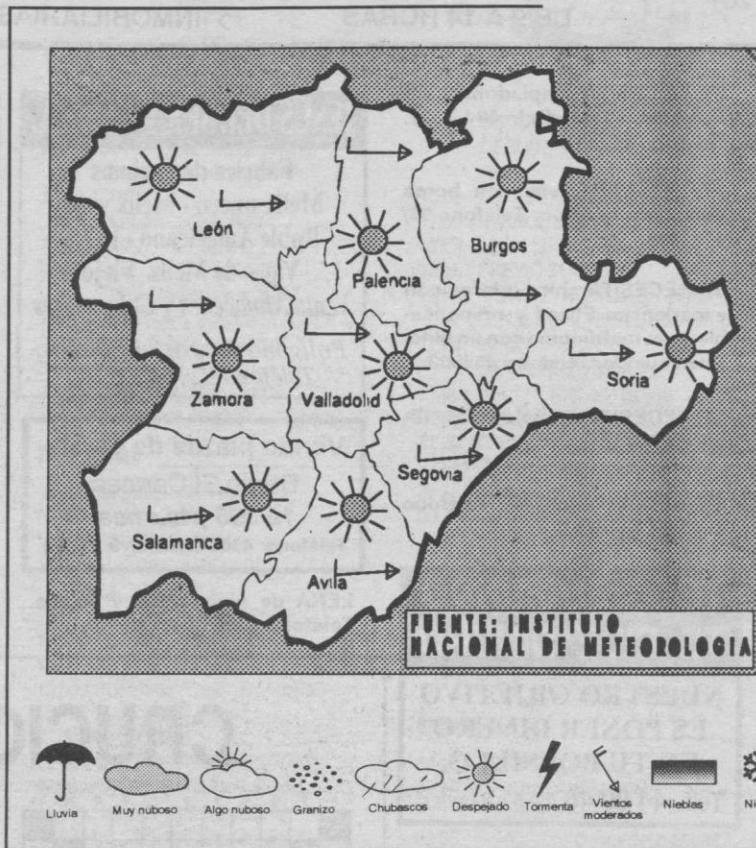 León
Burgos
Palencia
Soria
Zamora
Valladolid
Segovia
Salamanca
Avila
FUENTE: INSTITUTO
NACIONAL DE METEOROLOGIA
Lluvia
Muy nuboso
Algo nuboso
Granizo
Chubascos
Despejado
Tormenta
Vientos
moderados
Nieblas